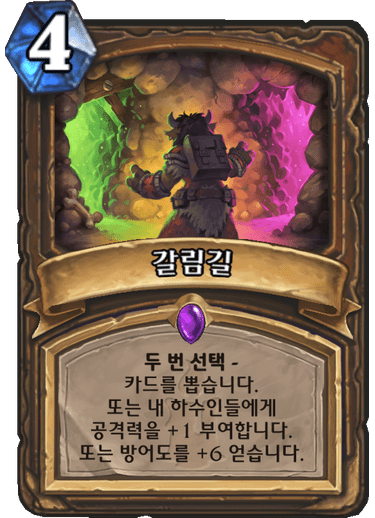 4
갈림길
두 번 선택 -
카드를 뽑습니다.
또는 내 하수인들에게
공격력을 +1 부여합니다.
또는 방어도를 +6 얻습니다.